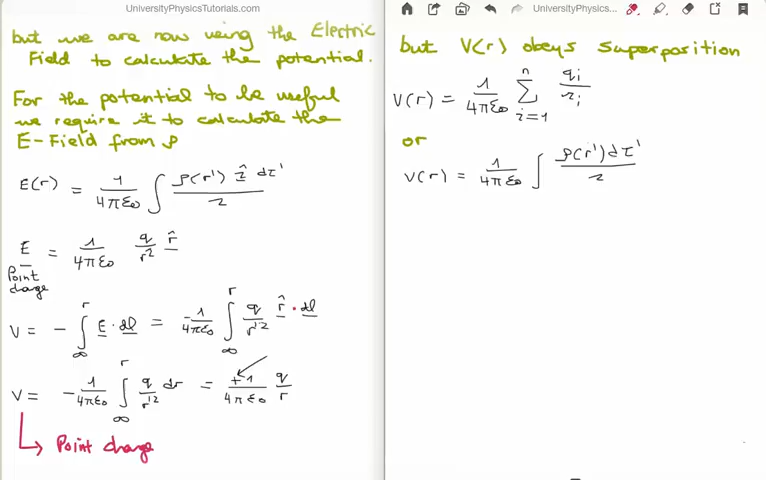 UniversityPhysicsTutorials.com
but we are now using the Electric
Field to calculate the potential.
For the potential to be useful
we require it to calculate the
E-Field from ρ
E(r) = 1/4πε₀ ∫ ρ(r') r̂ dτ' / r
E = 1/4πε₀ q/r² r̂
Point
charge
V = - ∫_∞^r E · dl = -1/4πε₀ ∫_∞^r q/r'² r̂ · dl
V = -1/4πε₀ ∫_∞^r q/r'² dr = +1/4πε₀ q/r
↳ Point charge
UniversityPhysics...
but V(r) obeys Superposition
V(r) = 1/4πε₀ Σ_{i=1}^n qᵢ/rᵢ
or
V(r) = 1/4πε₀ ∫ ρ(r')dτ' / r